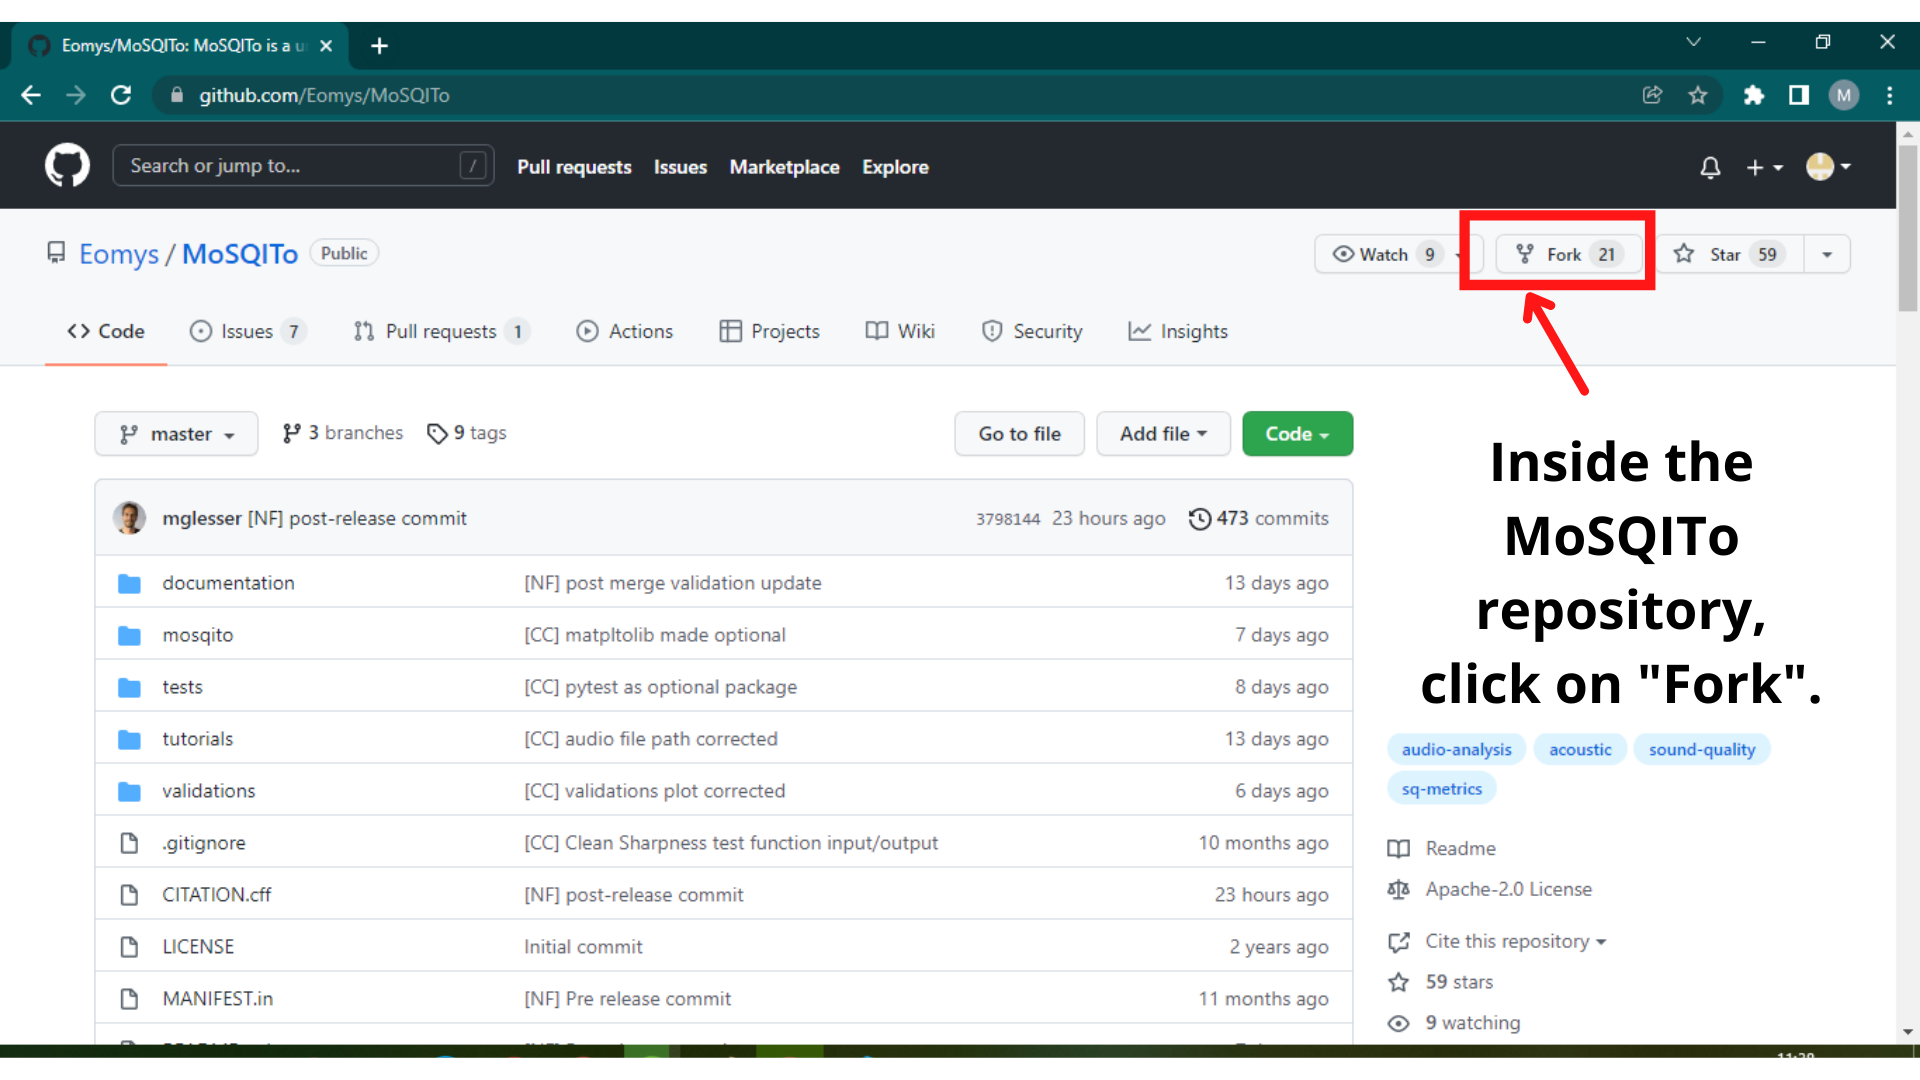 Eomys/MoSQITo: MoSQITo is a u
github.com/Eomys/MoSQITo
M
Search or jump to...
/
Pull requests Issues Marketplace Explore
Eomys / MoSQITo Public
Watch 9
Fork 21
Star 59
Code
Issues 7
Pull requests 1
Actions
Projects
Wiki
Security
Insights
master
3 branches
9 tags
Go to file
Add file
Code
mglesser [NF] post-release commit 3798144 23 hours ago 473 commits
documentation [NF] post merge validation update 13 days ago
mosqito [CC] matpltolib made optional 7 days ago
tests [CC] pytest as optional package 8 days ago
tutorials [CC] audio file path corrected 13 days ago
validations [CC] validations plot corrected 6 days ago
.gitignore [CC] Clean Sharpness test function input/output 10 months ago
CITATION.cff [NF] post-release commit 23 hours ago
LICENSE Initial commit 2 years ago
MANIFEST.in [NF] Pre release commit 11 months ago
Inside the
MoSQITo
repository,
click on "Fork".
audio-analysis acoustic sound-quality
sq-metrics
Readme
Apache-2.0 License
Cite this repository
59 stars
9 watching